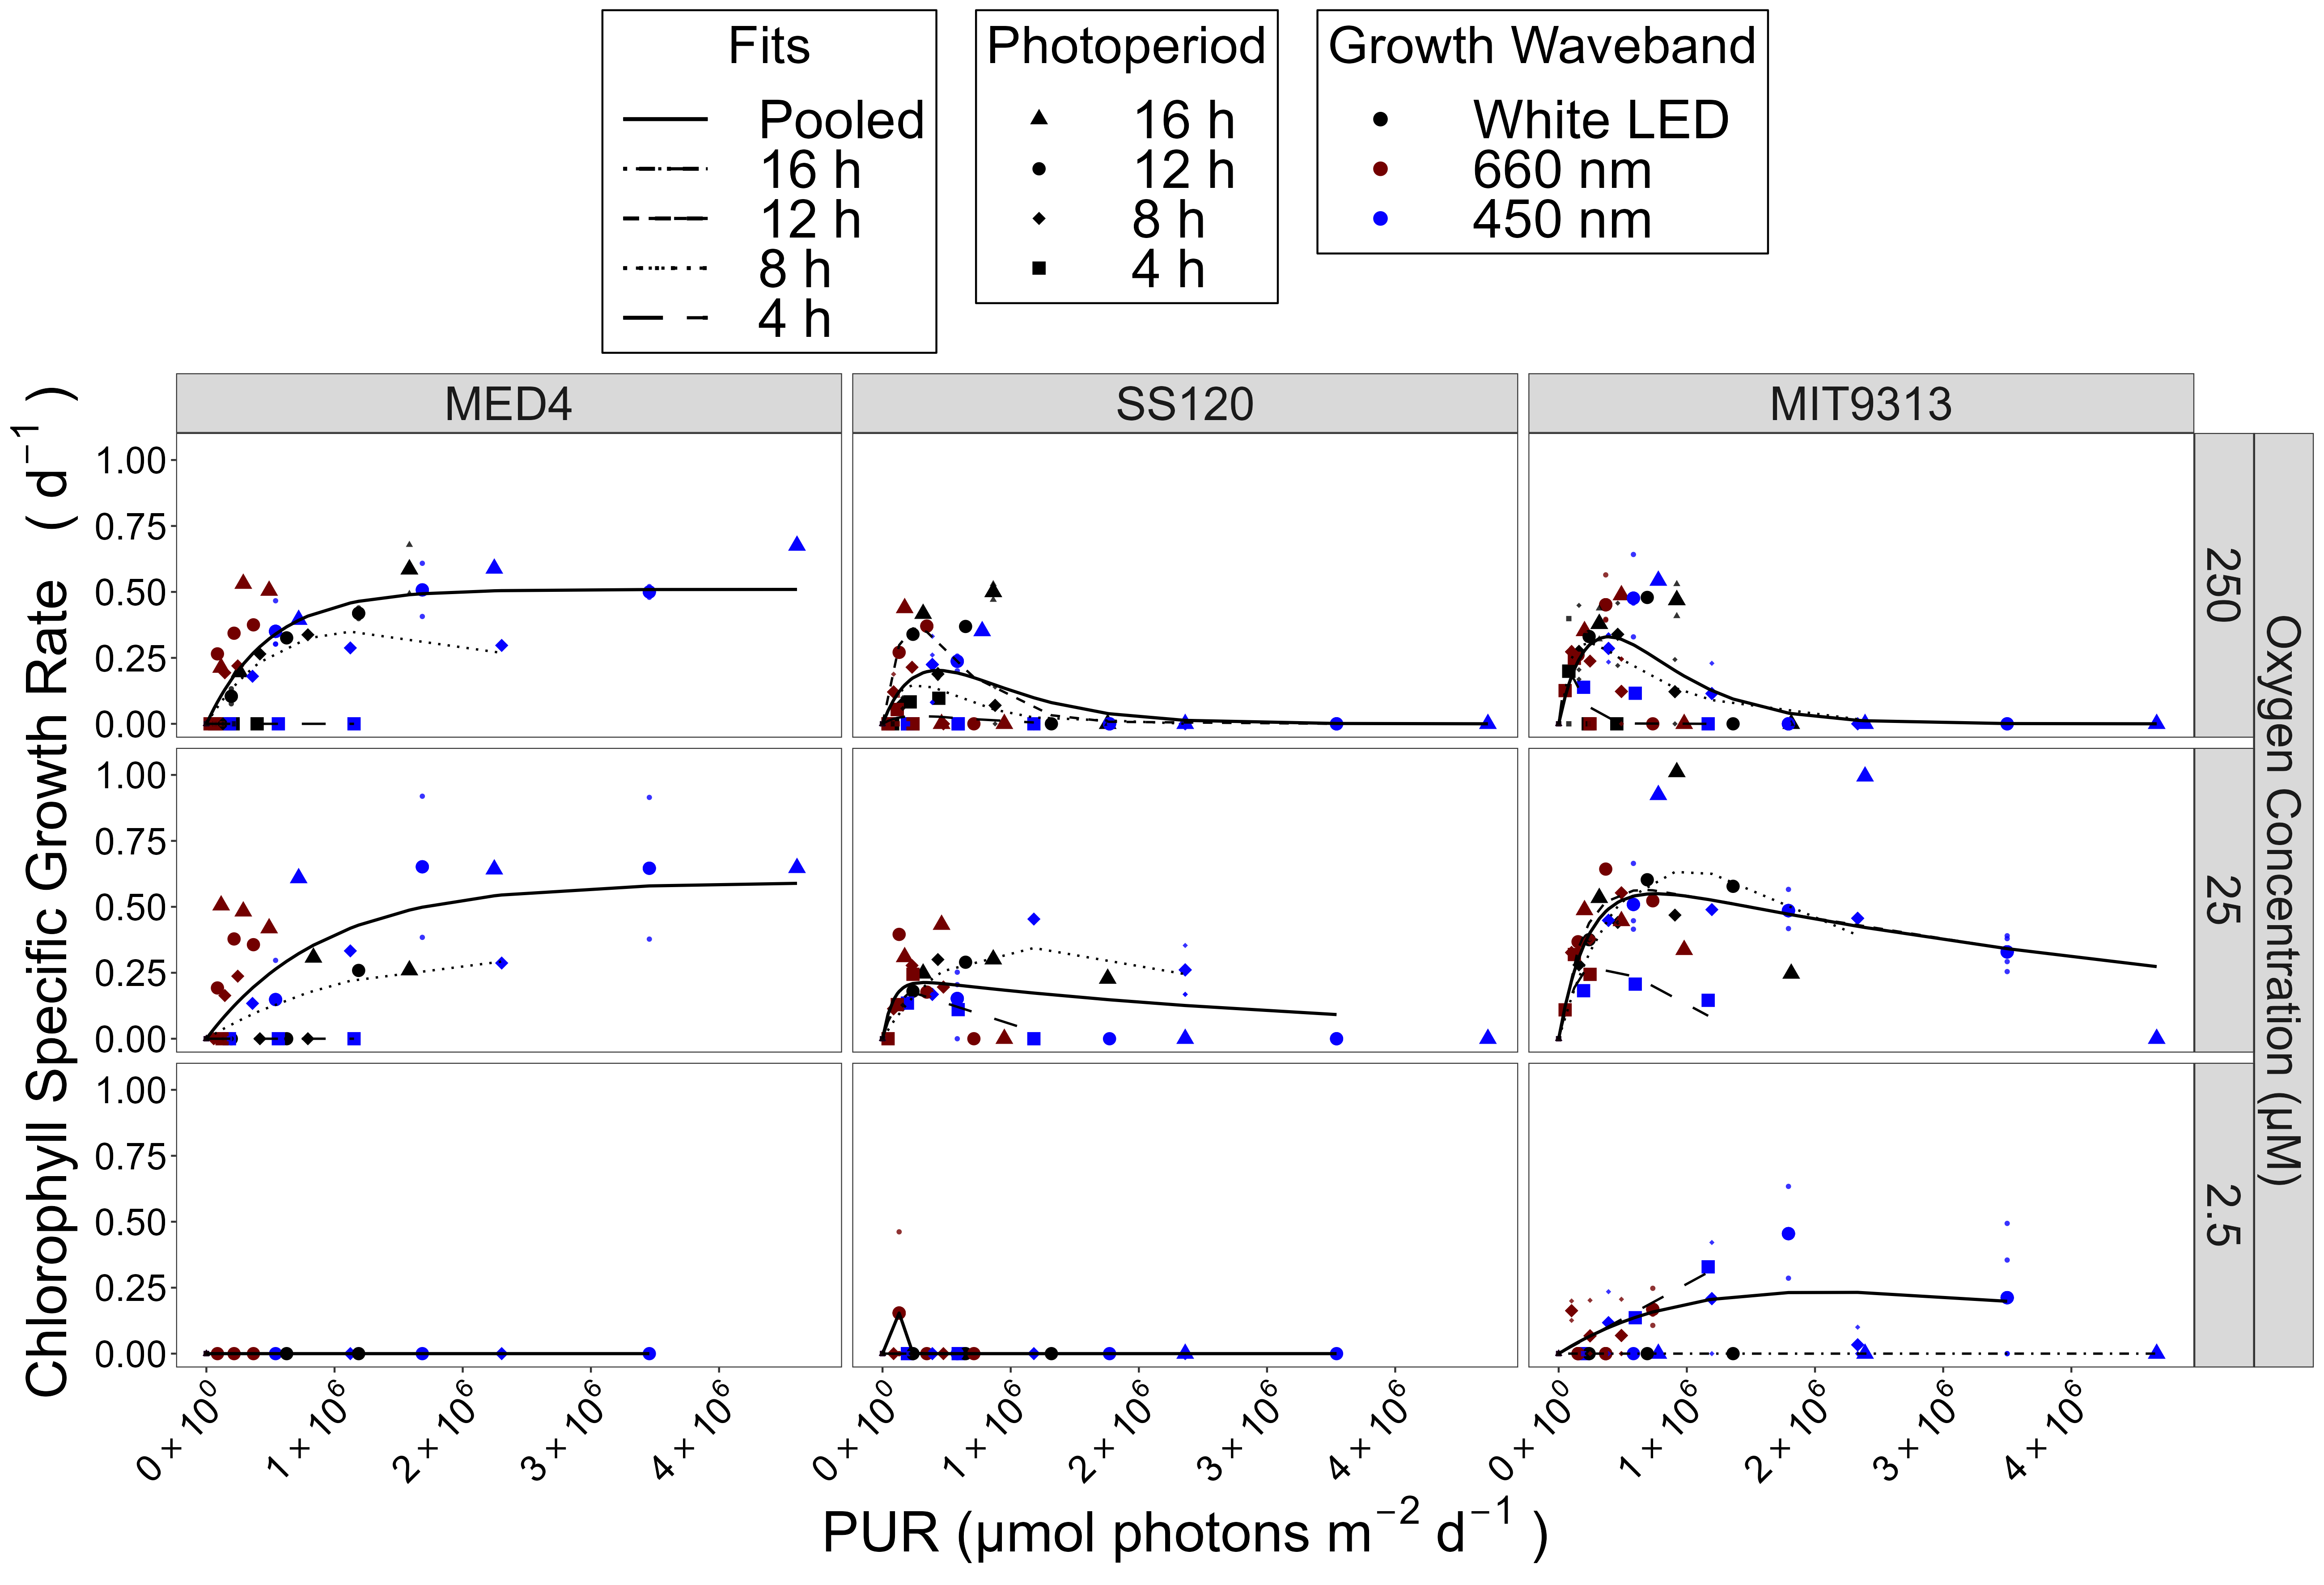 Fits
Pooled
16 h
12 h
8 h
4 h
Photoperiod
16 h
12 h
8 h
4 h
Growth Waveband
White LED
660 nm
450 nm
MED4
SS120
MIT9313
Chlorophyll Specific Growth Rate ( d⁻¹ )
1.00
0.75
0.50
0.25
0.00
250
1.00
0.75
0.50
0.25
0.00
25
1.00
0.75
0.50
0.25
0.00
2.5
Oxygen Concentration (µM)
0 + 10⁰
1 + 10⁶
2 + 10⁶
3 + 10⁶
4 + 10⁶
0 + 10⁰
1 + 10⁶
2 + 10⁶
3 + 10⁶
4 + 10⁶
0 + 10⁰
1 + 10⁶
2 + 10⁶
3 + 10⁶
4 + 10⁶
PUR (µmol photons m⁻² d⁻¹ )